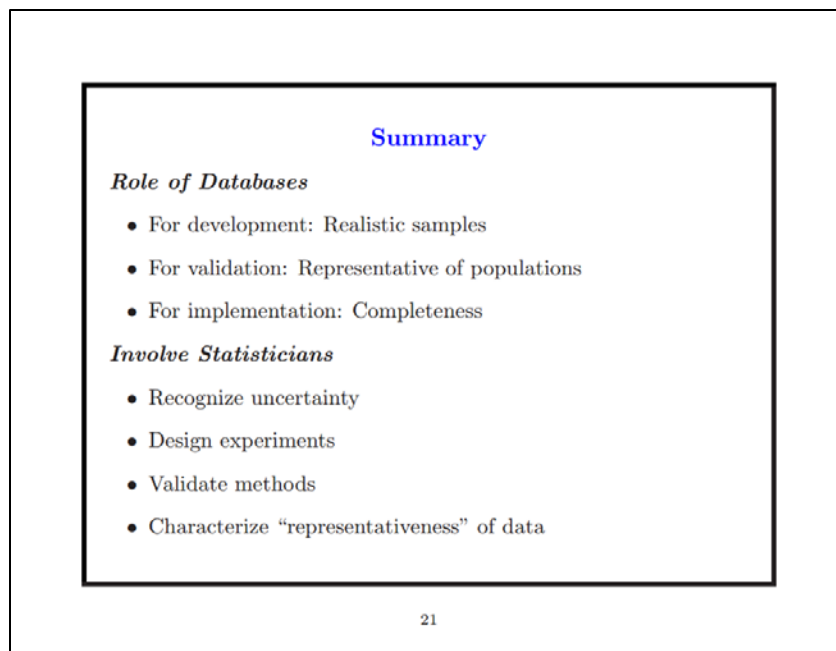 Summary
Role of Databases
• For development: Realistic samples
• For validation: Representative of populations
• For implementation: Completeness
Involve Statisticians
• Recognize uncertainty
• Design experiments
• Validate methods
• Characterize “representativeness” of data
21